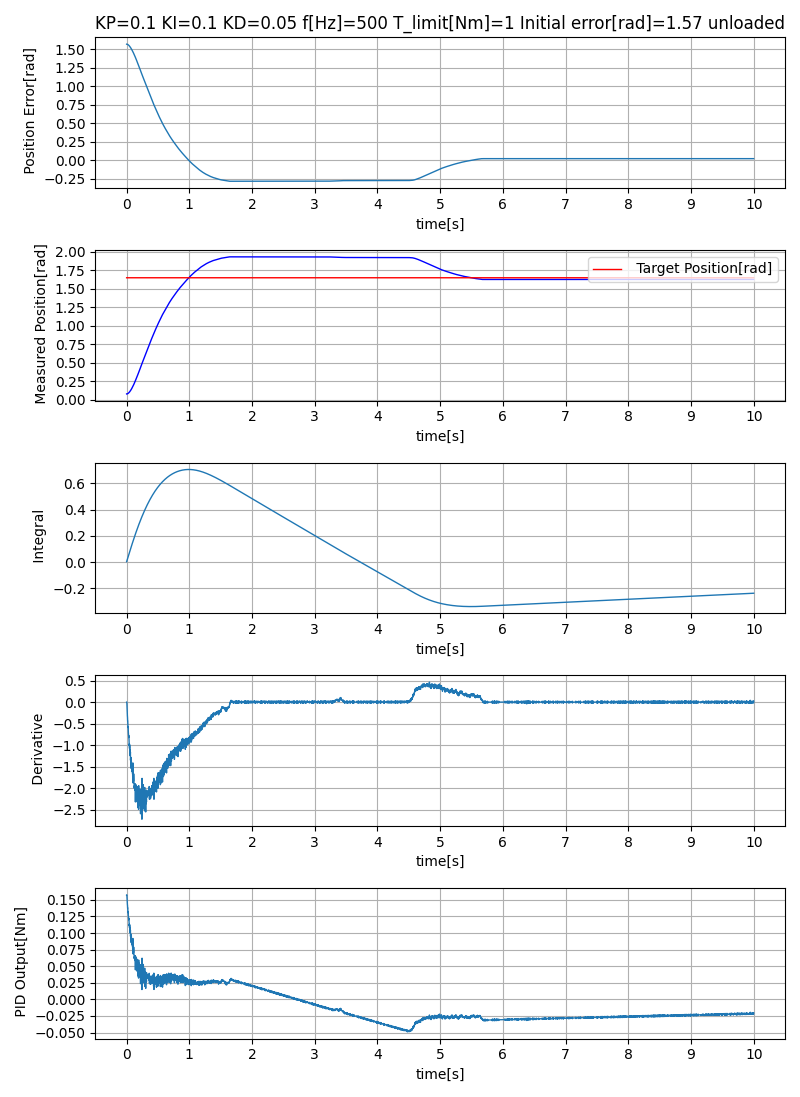 KP=0.1 KI=0.1 KD=0.05 f[Hz]=500 T_limit[Nm]=1 Initial error[rad]=1.57 unloaded
Position Error[rad]
1.50
1.25
1.00
0.75
0.50
0.25
0.00
−0.25
0 1 2 3 4 5 6 7 8 9 10
time[s]
Measured Position[rad]
2.00
1.75
1.50
1.25
1.00
0.75
0.50
0.25
0.00
Target Position[rad]
0 1 2 3 4 5 6 7 8 9 10
time[s]
Integral
0.6
0.4
0.2
0.0
−0.2
0 1 2 3 4 5 6 7 8 9 10
time[s]
Derivative
0.5
0.0
−0.5
−1.0
−1.5
−2.0
−2.5
0 1 2 3 4 5 6 7 8 9 10
time[s]
PID Output[Nm]
0.150
0.125
0.100
0.075
0.050
0.025
0.000
−0.025
−0.050
0 1 2 3 4 5 6 7 8 9 10
time[s]